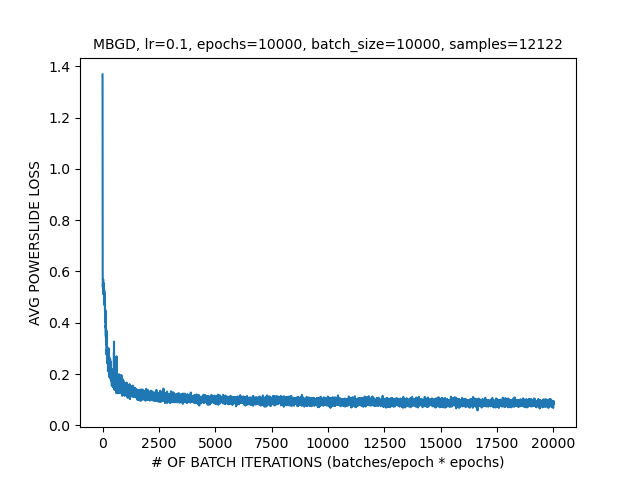 MBGD, lr=0.1, epochs=10000, batch_size=10000, samples=12122
AVG POWERSLIDE LOSS
1.4
1.2
1.0
0.8
0.6
0.4
0.2
0.0
0 2500 5000 7500 10000 12500 15000 17500 20000
# OF BATCH ITERATIONS (batches/epoch * epochs)